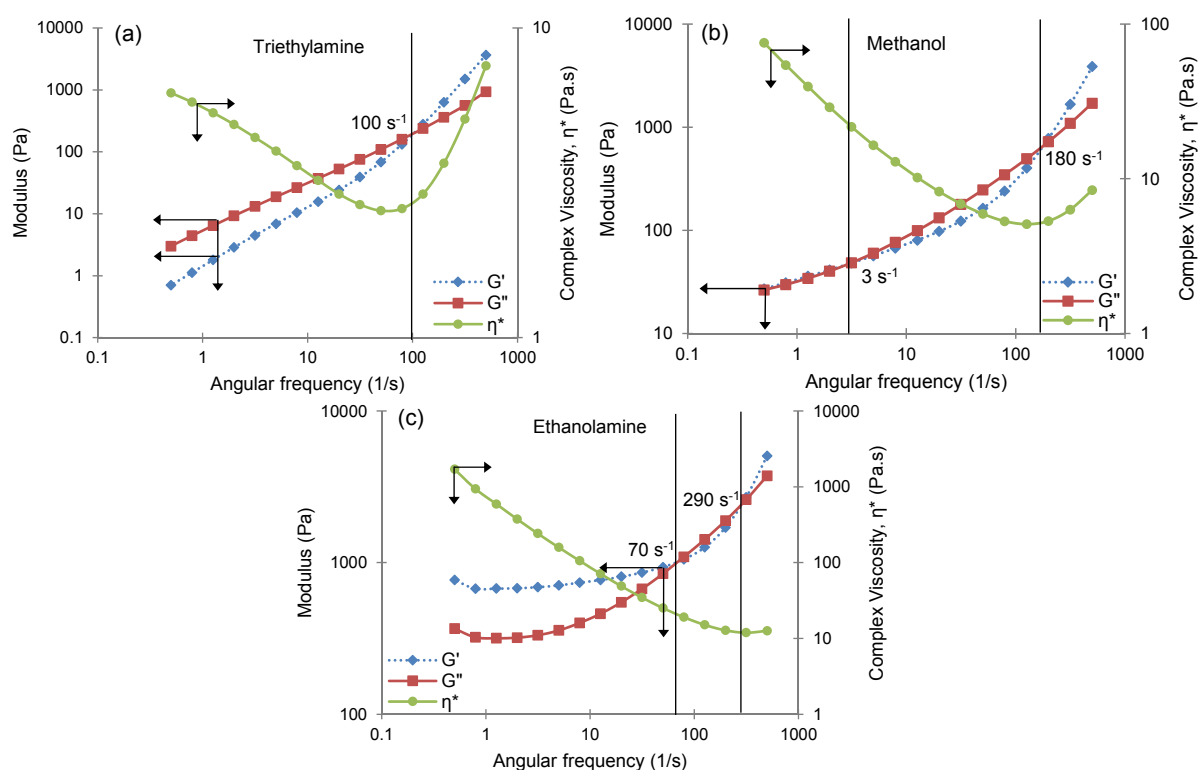 (a)
Triethylamine
100 s⁻¹
Modulus (Pa)
10000
1000
100
10
1
0.1
Complex Viscosity, η* (Pa.s)
10
1
G'
G"
η*
0.1
1
10
100
1000
Angular frequency (1/s)
(b)
Methanol
180 s⁻¹
3 s⁻¹
Modulus (Pa)
10000
1000
100
10
Complex Viscosity, η* (Pa.s)
100
10
1
G'
G"
η*
0.1
1
10
100
1000
Angular frequency (1/s)
(c)
Ethanolamine
290 s⁻¹
70 s⁻¹
Modulus (Pa)
10000
1000
100
Complex Viscosity, η* (Pa.s)
10000
1000
100
10
1
G'
G"
η*
0.1
1
10
100
1000
Angular frequency (1/s)